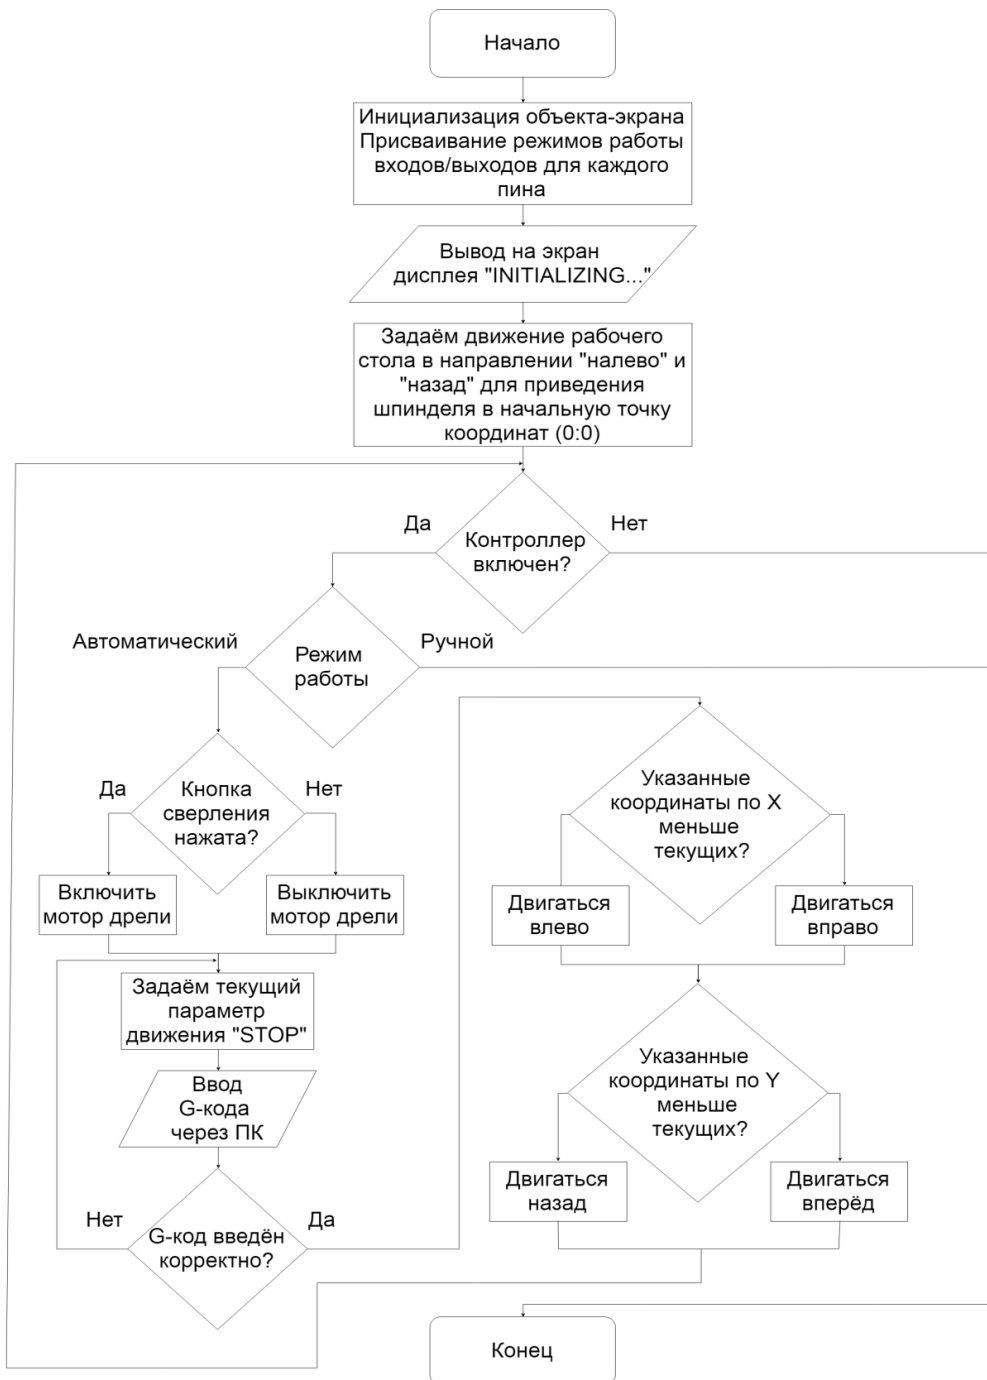 Начало
Инициализация объекта-экрана
Присваивание режимов работы
входов/выходов для каждого
пина
Вывод на экран
дисплея "INITIALIZING..."
Задаём движение рабочего
стола в направлении "налево" и
"назад" для приведения
шпинделя в начальную точку
координат (0:0)
Да
Нет
Контроллер
включен?
Автоматический
Ручной
Режим
работы
Да
Нет
Кнопка
сверления
нажата?
Включить
мотор дрели
Выключить
мотор дрели
Задаём текущий
параметр
движения "STOP"
Ввод
G-кода
через ПК
Нет
Да
G-код введён
корректно?
Указанные
координаты по X
меньше
текущих?
Двигаться
влево
Двигаться
вправо
Указанные
координаты по Y
меньше
текущих?
Двигаться
назад
Двигаться
вперёд
Конец